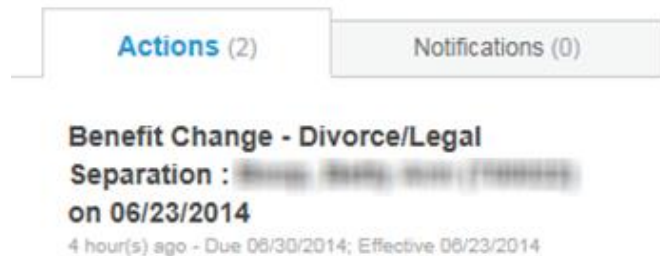 Actions (2)
Notifications (0)
Benefit Change - Divorce/Legal
Separation :
on 06/23/2014
4 hour(s) ago - Due 06/30/2014; Effective 06/23/2014